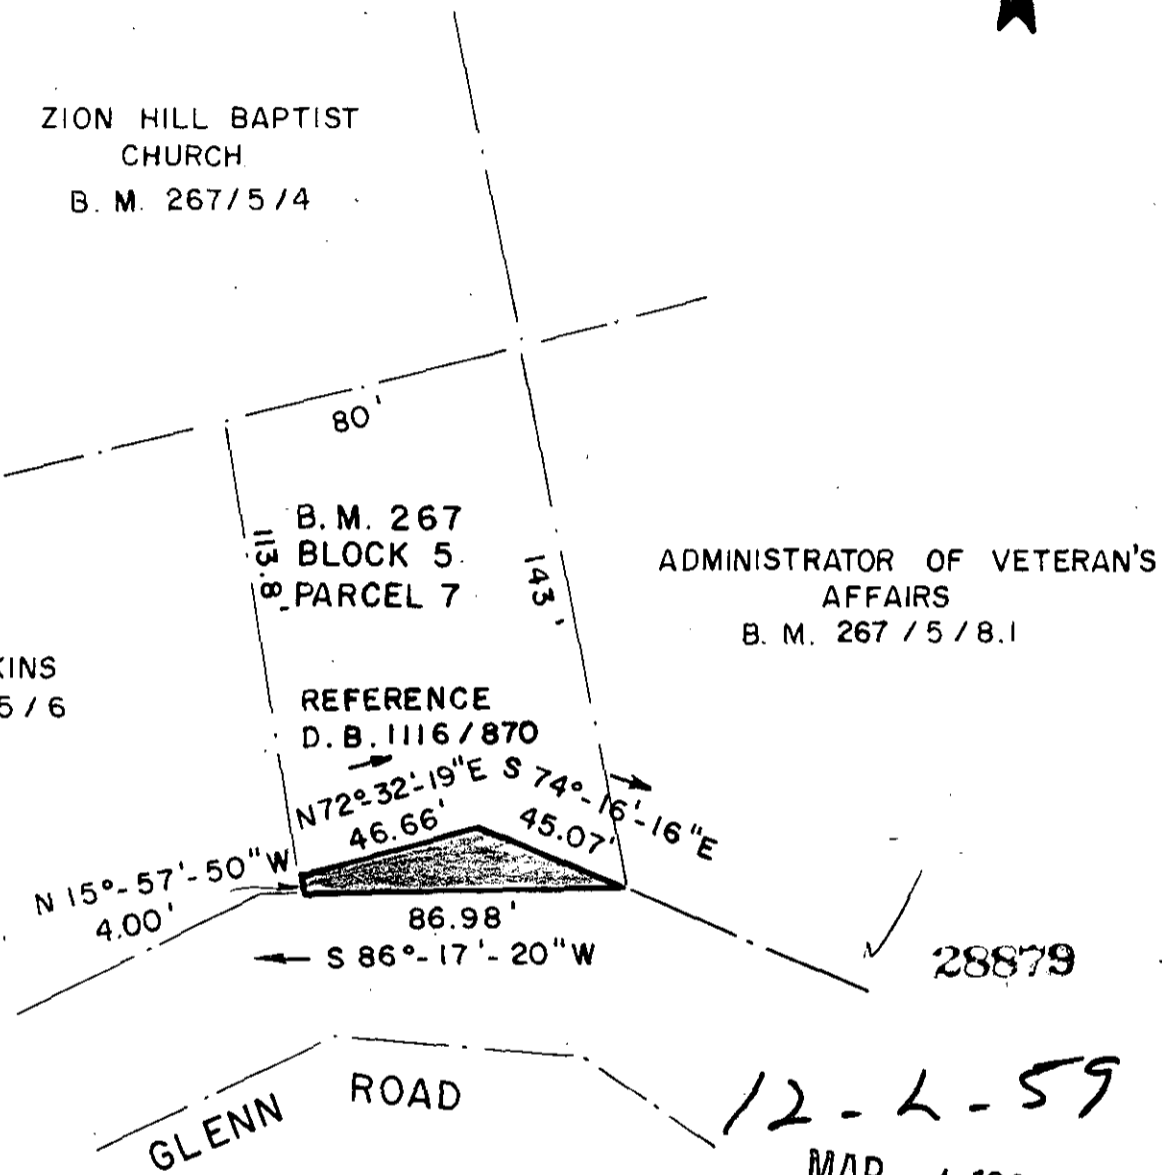 ZION HILL BAPTIST
CHURCH
B. M. 267/5/4
80'
B. M. 267
BLOCK 5
PARCEL 7
113.8
143'
ADMINISTRATOR OF VETERAN'S
AFFAIRS
B. M. 267 / 5 / 8.1
KINS
5 / 6
REFERENCE
D. B. 1116 / 870
N72°-32'-19"E
46.66'
S 74°-16'-16"E
45.07'
N 15°-57'-50"W
4.00'
86.98'
S 86°-17'-20"W
28879
GLENN ROAD
12-L-59
MAP